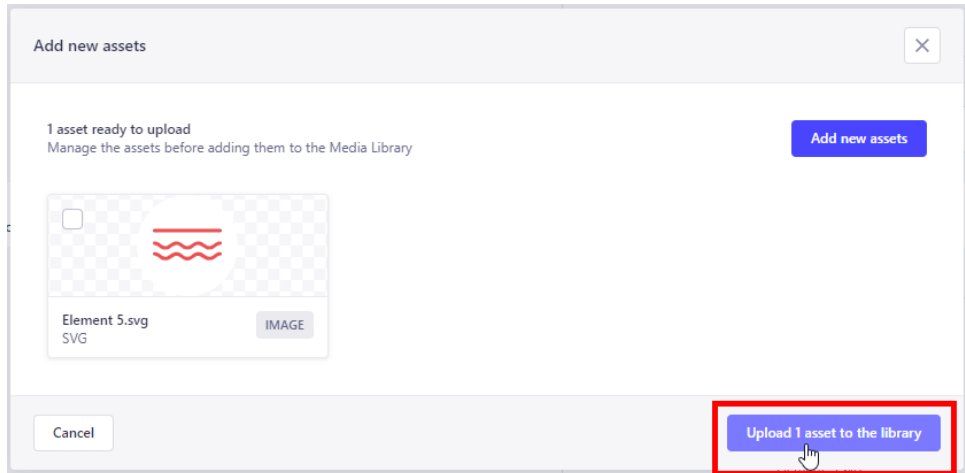 Add new assets
1 asset ready to upload
Manage the assets before adding them to the Media Library
Add new assets
Element 5.svg
SVG
IMAGE
Cancel
Upload 1 asset to the library